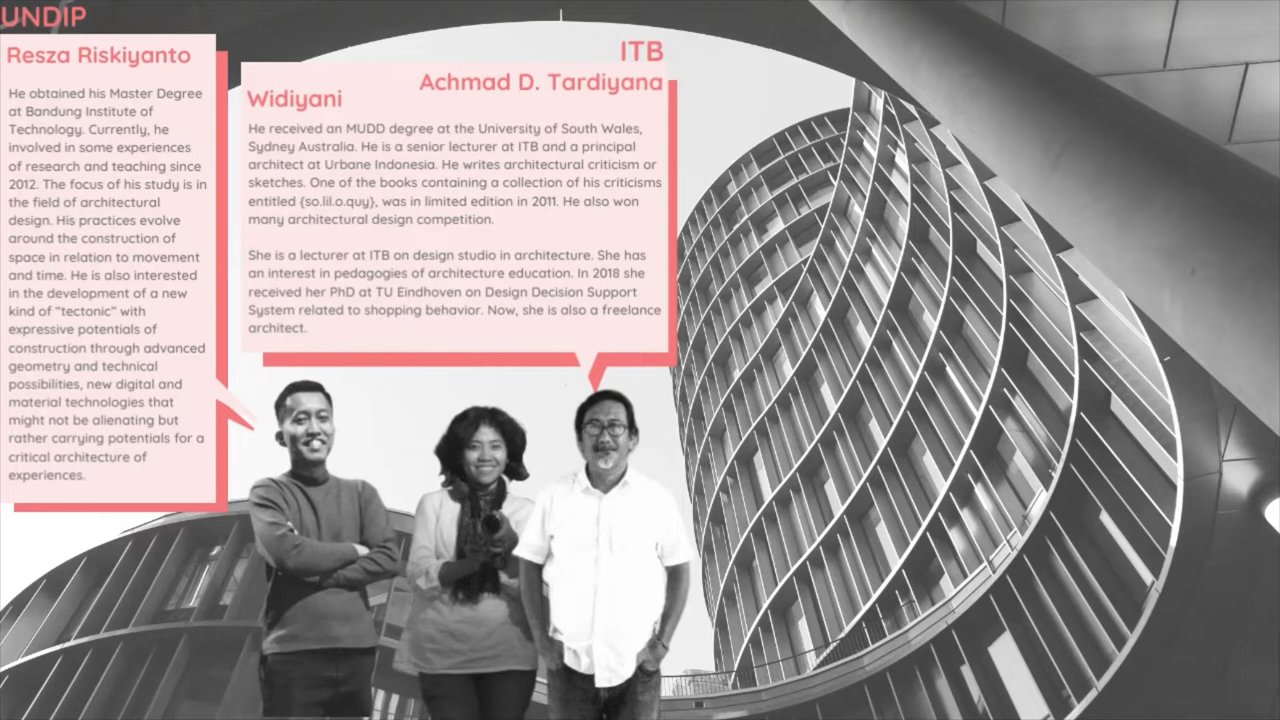 UNDIP
Resza Riskiyanto
He obtained his Master Degree
at Bandung Institute of
Technology. Currently, he
involved in some experiences
of research and teaching since
2012. The focus of his study is in
the field of architectural
design. His practices evolve
around the construction of
space in relation to movement
and time. He is also interested
in the development of a new
kind of “tectonic” with
expressive potentials of
construction through advanced
geometry and technical
possibilities, new digital and
material technologies that
might not be alienating but
rather carrying potentials for a
critical architecture of
experiences.
ITB
Achmad D. Tardiyana
Widiyani
He received an MUDD degree at the University of South Wales,
Sydney Australia. He is a senior lecturer at ITB and a principal
architect at Urbane Indonesia. He writes architectural criticism or
sketches. One of the books containing a collection of his criticisms
entitled {so.lil.o.quy}, was in limited edition in 2011. He also won
many architectural design competition.
She is a lecturer at ITB on design studio in architecture. She has
an interest in pedagogies of architecture education. In 2018 she
received her PhD at TU Eindhoven on Design Decision Support
System related to shopping behavior. Now, she is also a freelance
architect.